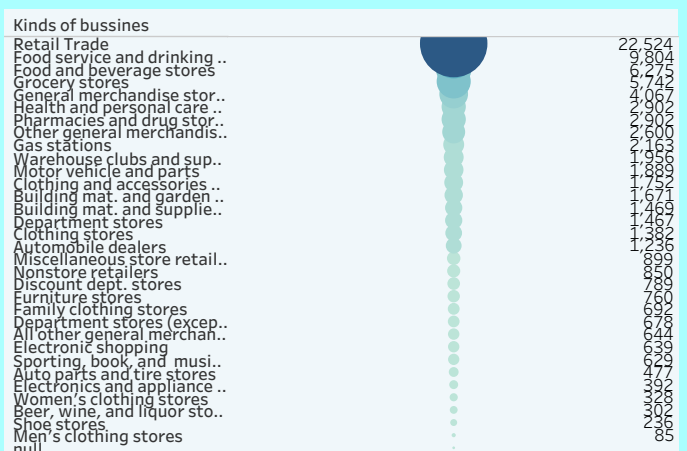 Kinds of bussines
Retail Trade 22,524
Food service and drinking .. 9,804
Food and beverage stores 6,275
Grocery stores 5,742
General merchandise stor.. 4,067
Health and personal care .. 2,902
Pharmacies and drug stor.. 2,902
Other general merchandis.. 2,600
Gas stations 2,163
Warehouse clubs and sup.. 1,956
Motor vehicle and parts 1,889
Clothing and accessories .. 1,752
Building mat. and garden .. 1,671
Building mat. and supplie.. 1,469
Department stores 1,467
Clothing stores 1,382
Automobile dealers 1,236
Miscellaneous store retail.. 899
Nonstore retailers 850
Discount dept. stores 789
Furniture stores 760
Family clothing stores 692
Department stores (excep.. 678
All other general merchan.. 644
Electronic shopping 639
Sporting, book, and musi.. 629
Auto parts and tire stores 477
Electronics and appliance .. 392
Women's clothing stores 328
Beer, wine, and liquor sto.. 302
Shoe stores 236
Men's clothing stores 85
null